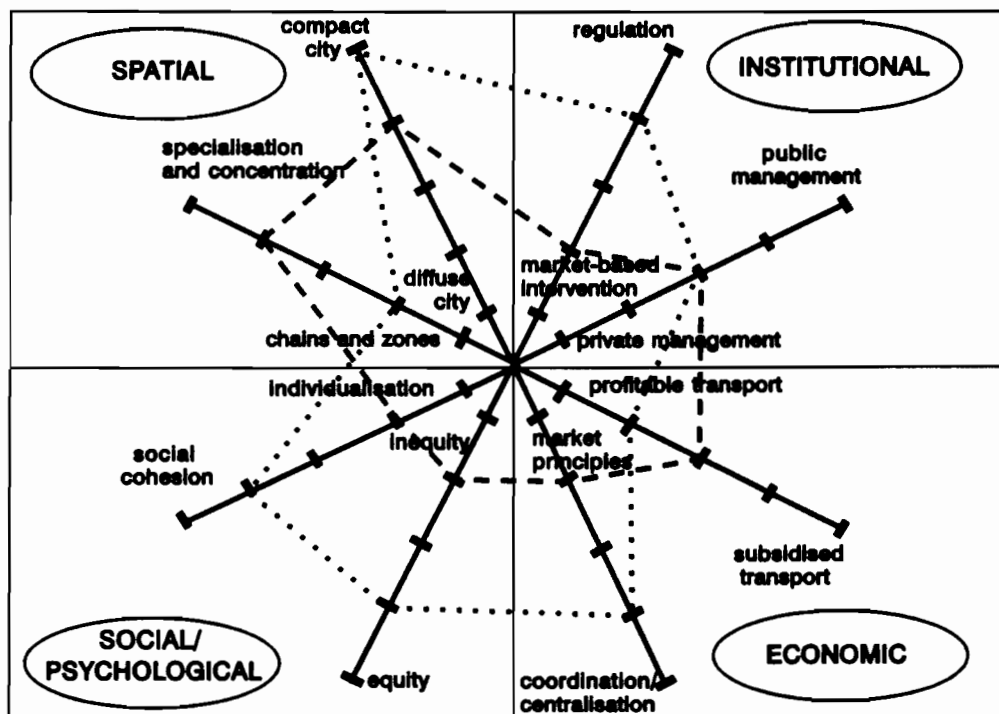 compact
city
regulation
SPATIAL
INSTITUTIONAL
specialisation
and concentration
public
management
diffuse
city
market-based
intervention
chains and zones
private management
individualisation
profitable transport
inequity
market
principles
social
cohesion
subsidised
transport
SOCIAL/
PSYCHOLOGICAL
ECONOMIC
equity
coordination/
centralisation